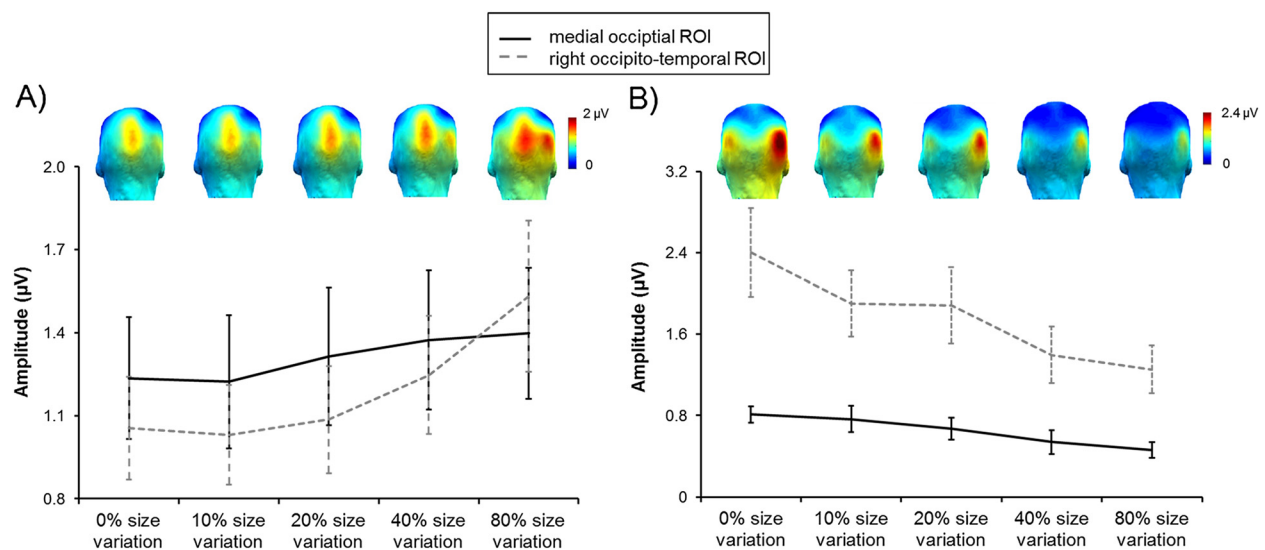 medial occiptial ROI
right occipito-temporal ROI
A)
2 µV
0
Amplitude (µV)
2.0
1.7
1.4
1.1
0.8
0% size variation
10% size variation
20% size variation
40% size variation
80% size variation
B)
2.4 µV
0
Amplitude (µV)
3.2
2.4
1.6
0.8
0
0% size variation
10% size variation
20% size variation
40% size variation
80% size variation